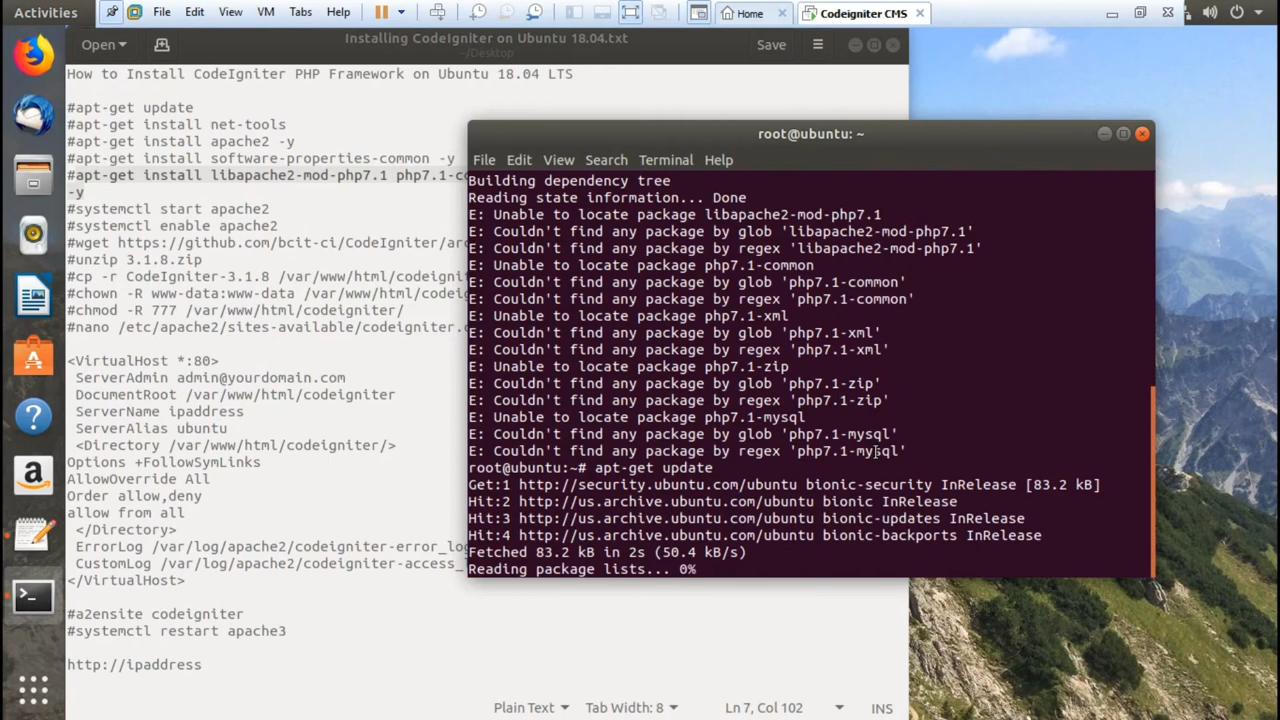 Activities
File Edit View VM Tabs Help
Home
Codeigniter CMS
Open
Installing CodeIgniter on Ubuntu 18.04.txt
~/Desktop
Save
How to Install CodeIgniter PHP Framework on Ubuntu 18.04 LTS
#apt-get update
#apt-get install net-tools
#apt-get install apache2 -y
#apt-get install software-properties-common -y
#apt-get install libapache2-mod-php7.1 php7.1-co
-y
#systemctl start apache2
#systemctl enable apache2
#wget https://github.com/bcit-ci/CodeIgniter/arc
#unzip 3.1.8.zip
#cp -r CodeIgniter-3.1.8 /var/www/html/codeignit
#chown -R www-data:www-data /var/www/html/codeig
#chmod -R 777 /var/www/html/codeigniter/
#nano /etc/apache2/sites-available/codeigniter.c
<VirtualHost *:80>
ServerAdmin admin@yourdomain.com
DocumentRoot /var/www/html/codeigniter
ServerName ipaddress
ServerAlias ubuntu
<Directory /var/www/html/codeigniter/>
Options +FollowSymLinks
AllowOverride All
Order allow,deny
allow from all
</Directory>
ErrorLog /var/log/apache2/codeigniter-error_lo
CustomLog /var/log/apache2/codeigniter-access_
</VirtualHost>
#a2ensite codeigniter
#systemctl restart apache3
http://ipaddress
Plain Text Tab Width: 8 Ln 7, Col 102 INS
root@ubuntu: ~
File Edit View Search Terminal Help
Building dependency tree
Reading state information... Done
E: Unable to locate package libapache2-mod-php7.1
E: Couldn't find any package by glob 'libapache2-mod-php7.1'
E: Couldn't find any package by regex 'libapache2-mod-php7.1'
E: Unable to locate package php7.1-common
E: Couldn't find any package by glob 'php7.1-common'
E: Couldn't find any package by regex 'php7.1-common'
E: Unable to locate package php7.1-xml
E: Couldn't find any package by glob 'php7.1-xml'
E: Couldn't find any package by regex 'php7.1-xml'
E: Unable to locate package php7.1-zip
E: Couldn't find any package by glob 'php7.1-zip'
E: Couldn't find any package by regex 'php7.1-zip'
E: Unable to locate package php7.1-mysql
E: Couldn't find any package by glob 'php7.1-mysql'
E: Couldn't find any package by regex 'php7.1-mysql'
root@ubuntu:~# apt-get update
Get:1 http://security.ubuntu.com/ubuntu bionic-security InRelease [83.2 kB]
Hit:2 http://us.archive.ubuntu.com/ubuntu bionic InRelease
Hit:3 http://us.archive.ubuntu.com/ubuntu bionic-updates InRelease
Hit:4 http://us.archive.ubuntu.com/ubuntu bionic-backports InRelease
Fetched 83.2 kB in 2s (50.4 kB/s)
Reading package lists... 0%